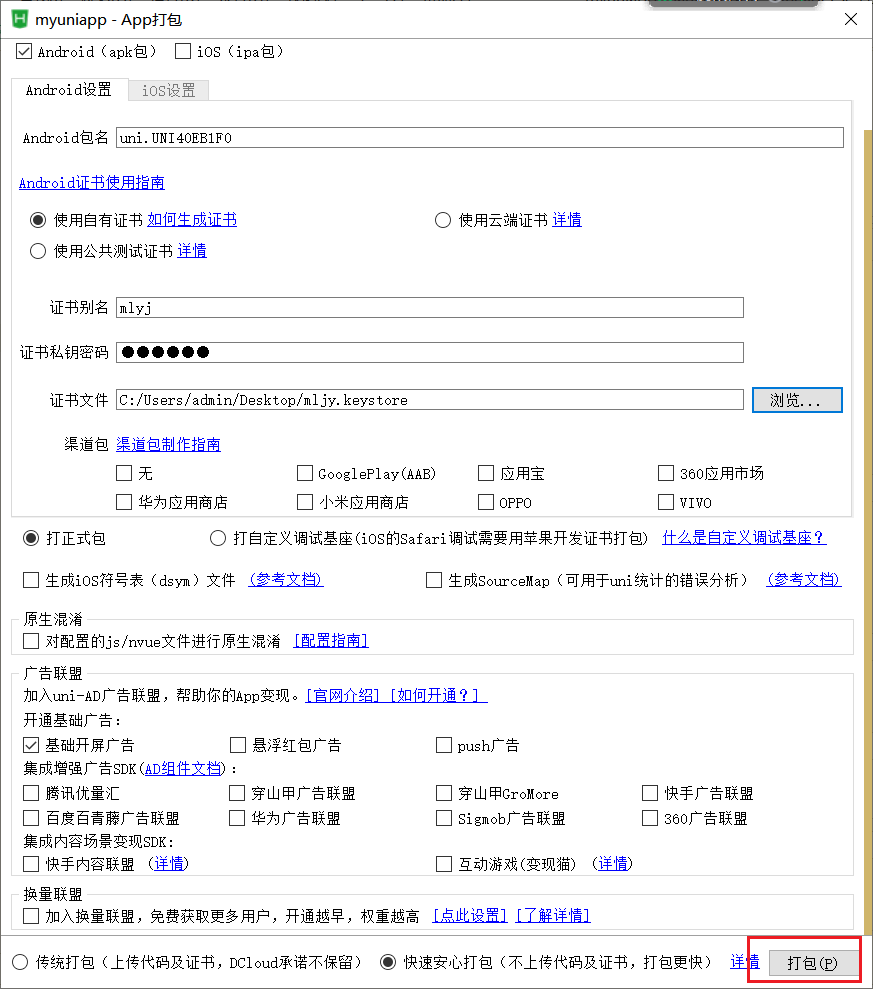 myuniapp - App打包
Android（apk包） iOS（ipa包）
Android设置 iOS设置
Android包名 uni.UNI40EB1F0
Android证书使用指南
使用自有证书 如何生成证书 使用云端证书 详情
使用公共测试证书 详情
证书别名 mlyj
证书私钥密码 ●●●●●●
证书文件 C:/Users/admin/Desktop/mljy.keystore 浏览...
渠道包 渠道包制作指南
无 GooglePlay(AAB) 应用宝 360应用市场
华为应用商店 小米应用商店 OPPO VIVO
打正式包 打自定义调试基座(iOS的Safari调试需要用苹果开发证书打包) 什么是自定义调试基座？
生成iOS符号表（dsym）文件 (参考文档) 生成SourceMap（可用于uni统计的错误分析） (参考文档)
原生混淆
对配置的js/nvue文件进行原生混淆 [配置指南]
广告联盟
加入uni-AD广告联盟，帮助你的App变现。[官网介绍] [如何开通？]
开通基础广告：
基础开屏广告 悬浮红包广告 push广告
集成增强广告SDK(AD组件文档)：
腾讯优量汇 穿山甲广告联盟 穿山甲GroMore 快手广告联盟
百度百青藤广告联盟 华为广告联盟 Sigmob广告联盟 360广告联盟
集成内容场景变现SDK:
快手内容联盟 (详情) 互动游戏(变现猫) (详情)
换量联盟
加入换量联盟，免费获取更多用户，开通越早，权重越高 [点此设置] [了解详情]
传统打包（上传代码及证书，DCloud承诺不保留） 快速安心打包（不上传代码及证书，打包更快） 详情 打包(P)